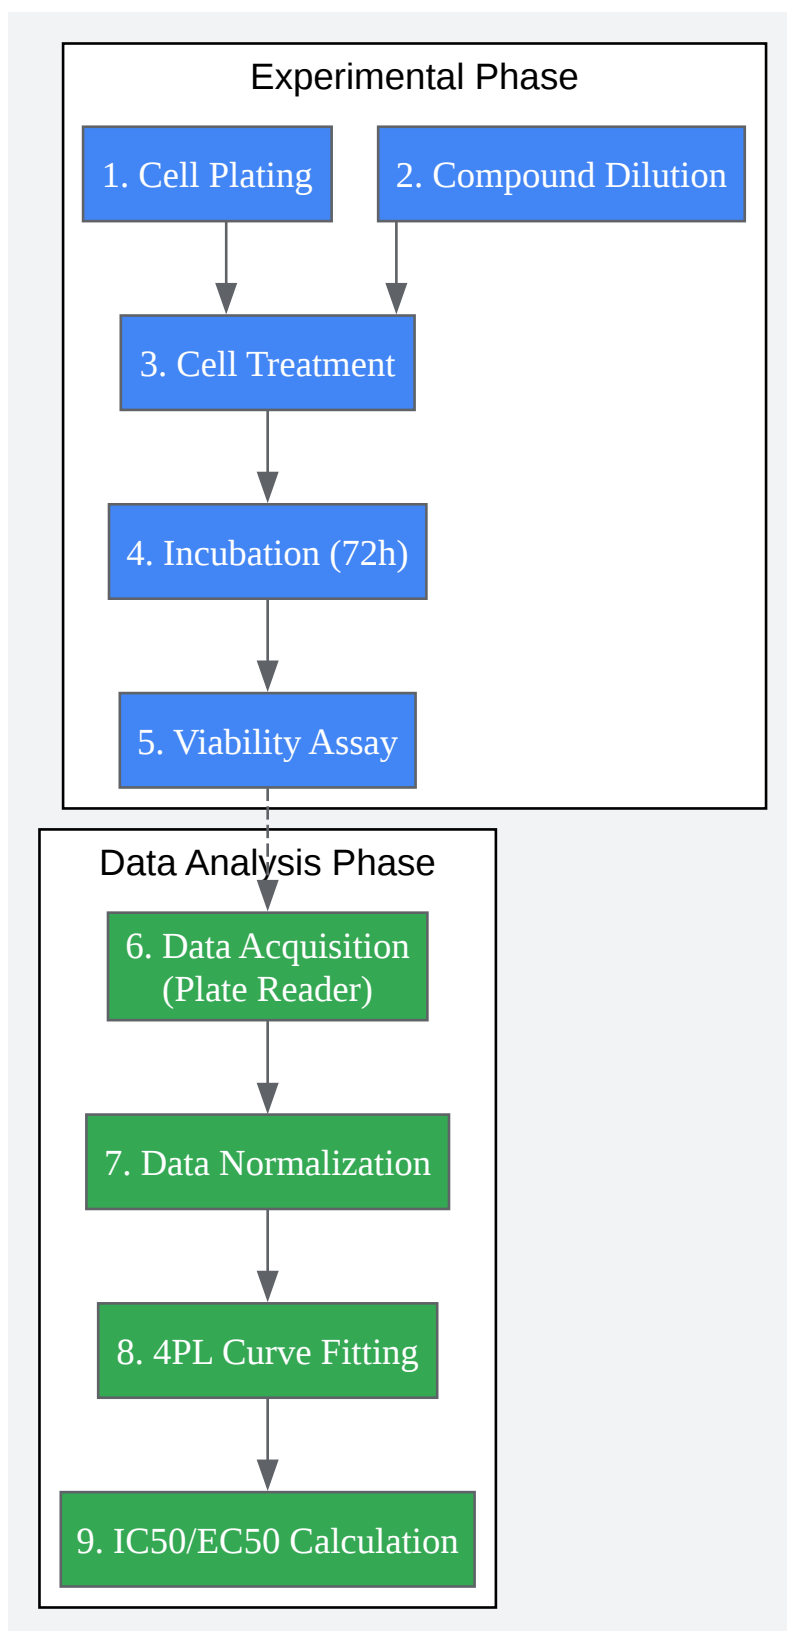 Experimental Phase
1. Cell Plating
2. Compound Dilution
3. Cell Treatment
4. Incubation (72h)
5. Viability Assay
Data Analysis Phase
6. Data Acquisition
(Plate Reader)
7. Data Normalization
8. 4PL Curve Fitting
9. IC50/EC50 Calculation